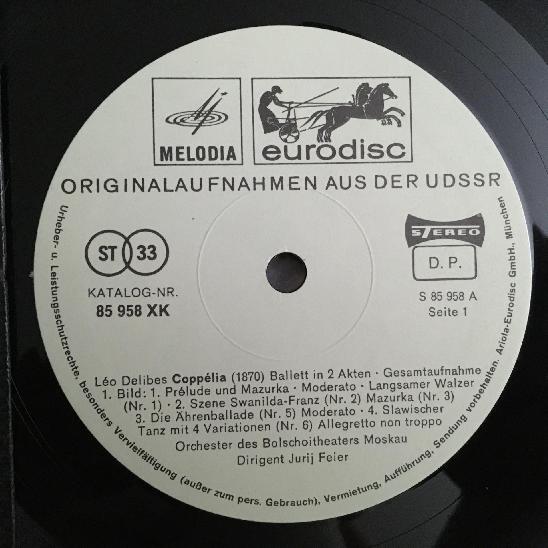 MELODIA
eurodisc
ORIGINALAUFNAHMEN AUS DER UDSSR
ST 33
STEREO
D. P.
KATALOG-NR.
85 958 XK
S 85 958 A
Seite 1
Léo Delibes Coppélia (1870) Ballett in 2 Akten · Gesamtaufnahme
1. Bild: 1. Prélude und Mazurka · Moderato · Langsamer Walzer
(Nr. 1) · 2. Szene Swanilda-Franz (Nr. 2) Mazurka (Nr. 3)
3. Die Ährenballade (Nr. 5) Moderato · 4. Slawischer
Tanz mit 4 Variationen (Nr. 6) Allegretto non troppo
Orchester des Bolschoitheaters Moskau
Dirigent Jurij Feier
Urheber- u. Leistungsschutzrechte, besonders Vervielfältigung (außer zum pers. Gebrauch), Vermietung, Aufführung, Sendung vorbehalten. Ariola-Eurodisc GmbH., München